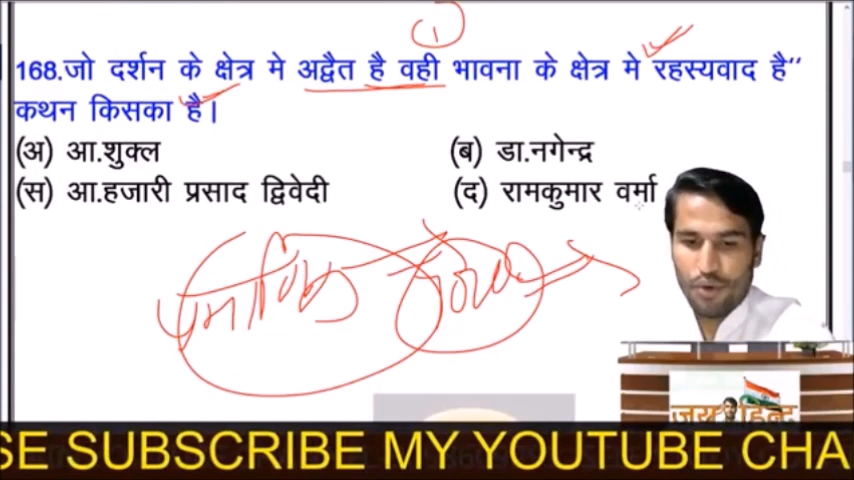 168.जो दर्शन के क्षेत्र मे अद्वैत है वही भावना के क्षेत्र मे रहस्यवाद है"
कथन किसका है।
(अ) आ.शुक्ल (ब) डा.नगेन्द्र
(स) आ.हजारी प्रसाद द्विवेदी (द) रामकुमार वर्मा
जय हिन्द
SE SUBSCRIBE MY YOUTUBE CHA